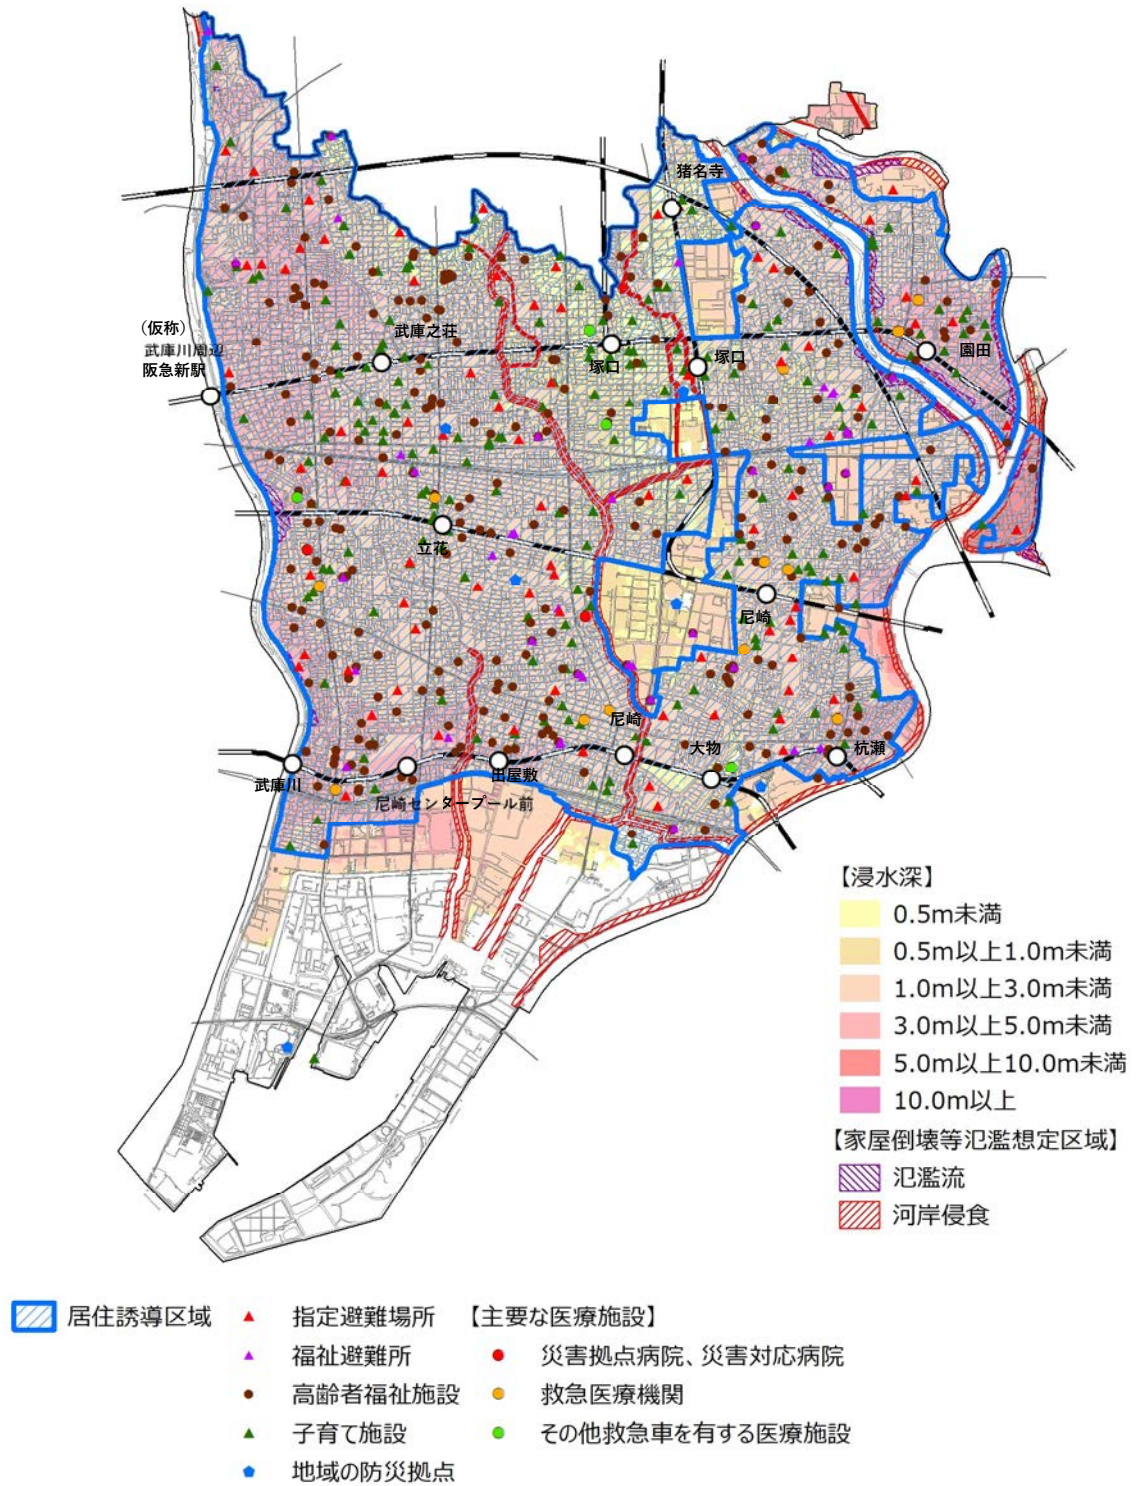 猪名寺
（仮称）
武庫川周辺
阪急新駅
武庫之荘
塚口
塚口
園田
立花
尼崎
尼崎
大物
杭瀬
武庫川
出屋敷
尼崎センタープール前
【浸水深】
0.5m未満
0.5m以上1.0m未満
1.0m以上3.0m未満
3.0m以上5.0m未満
5.0m以上10.0m未満
10.0m以上
【家屋倒壊等氾濫想定区域】
氾濫流
河岸侵食
居住誘導区域
指定避難場所
福祉避難所
高齢者福祉施設
子育て施設
地域の防災拠点
【主要な医療施設】
災害拠点病院、災害対応病院
救急医療機関
その他救急車を有する医療施設